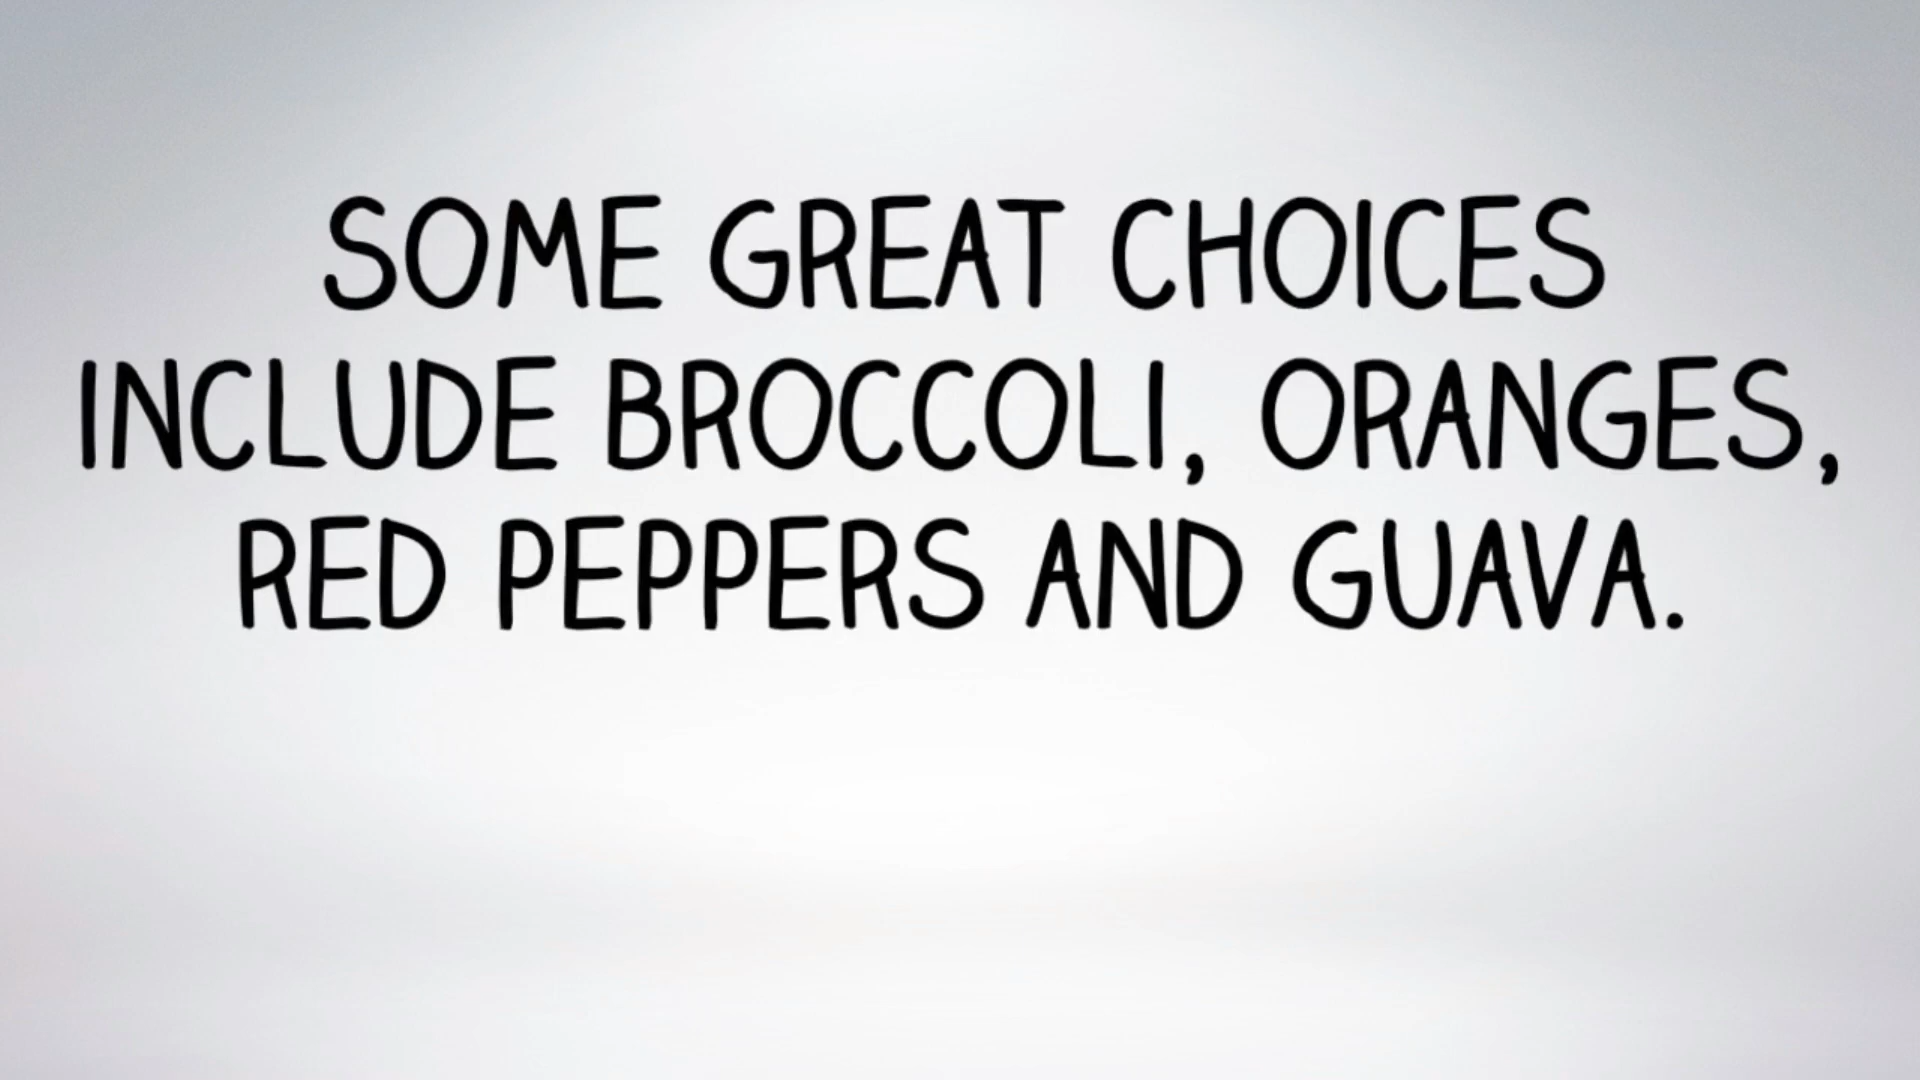 SOME GREAT CHOICES
INCLUDE BROCCOLI, ORANGES,
RED PEPPERS AND GUAVA.